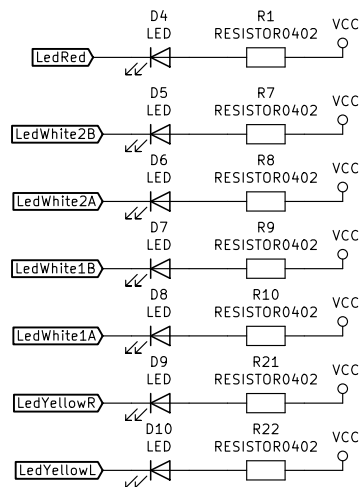 D4 R1 VCC
LED RESISTOR0402
LedRed
D5 R7 VCC
LED RESISTOR0402
LedWhite2B
D6 R8 VCC
LED RESISTOR0402
LedWhite2A
D7 R9 VCC
LED RESISTOR0402
LedWhite1B
D8 R10 VCC
LED RESISTOR0402
LedWhite1A
D9 R21 VCC
LED RESISTOR0402
LedYellowR
D10 R22 VCC
LED RESISTOR0402
LedYellowL